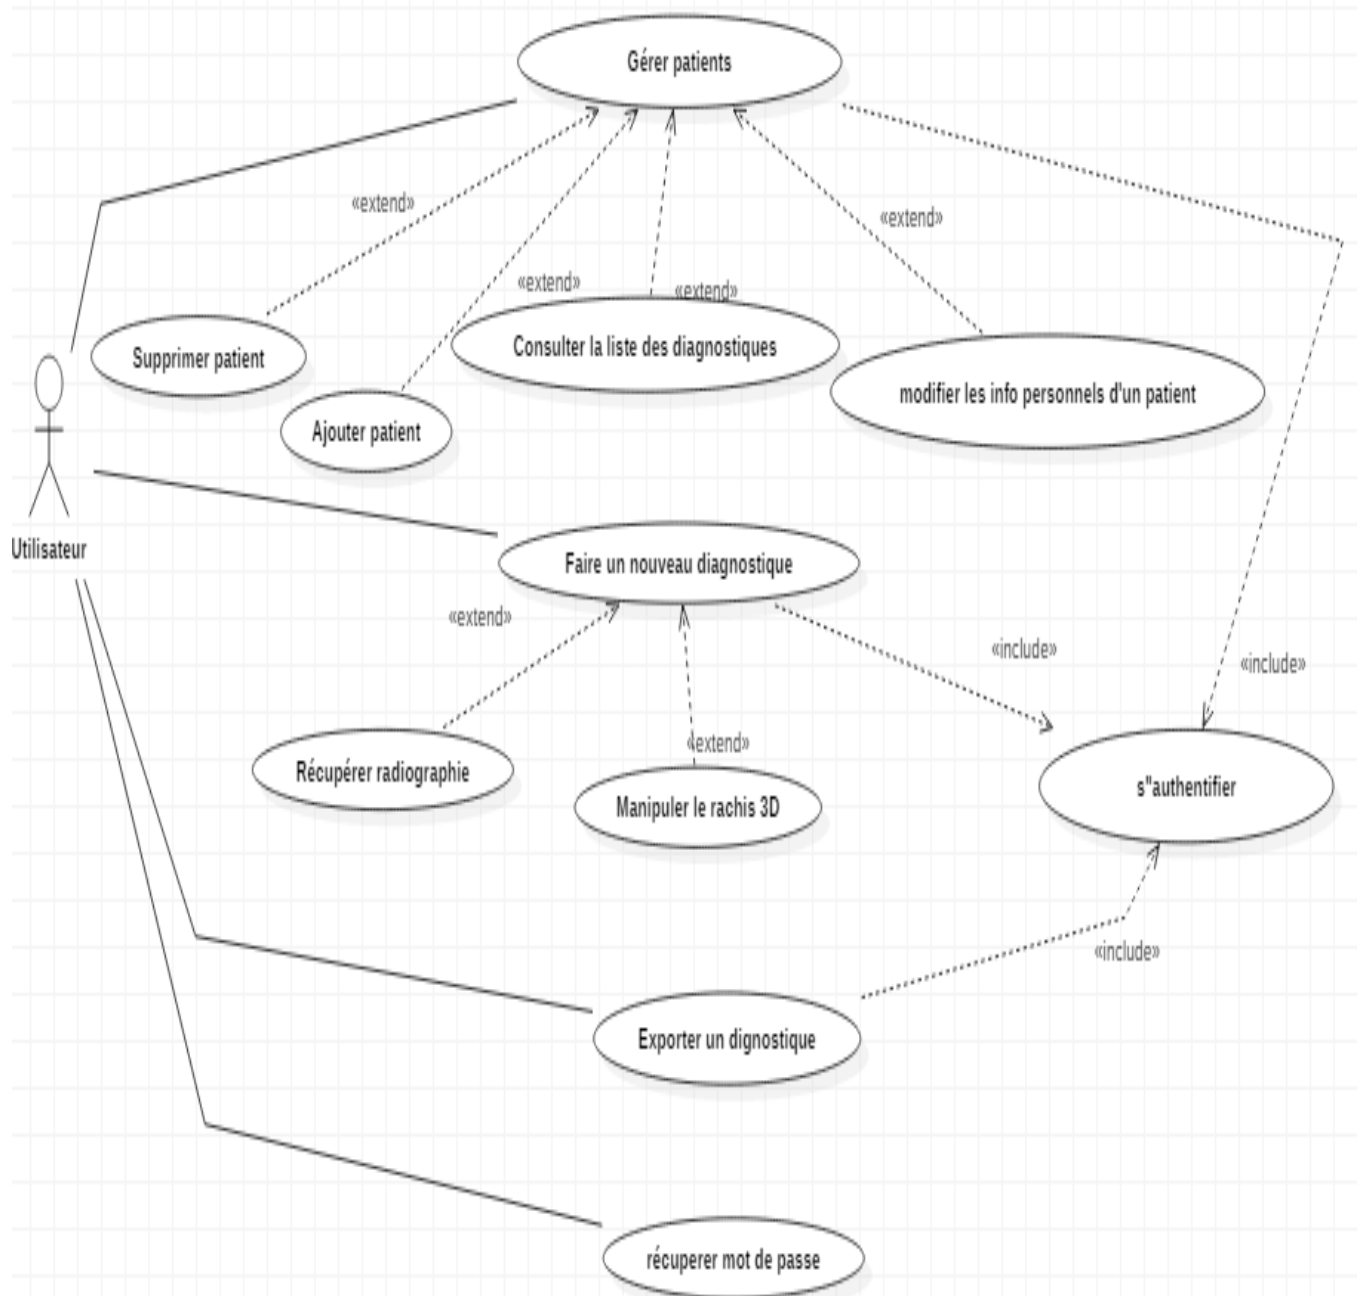 Gérer patients
«extend»
«extend»
«extend»
«extend»
Supprimer patient
Consulter la liste des diagnostiques
modifier les info personnels d'un patient
Ajouter patient
Utilisateur
Faire un nouveau diagnostique
«extend»
«include»
«include»
«extend»
Récupérer radiographie
Manipuler le rachis 3D
s"authentifier
«include»
Exporter un dignostique
récuperer mot de passe